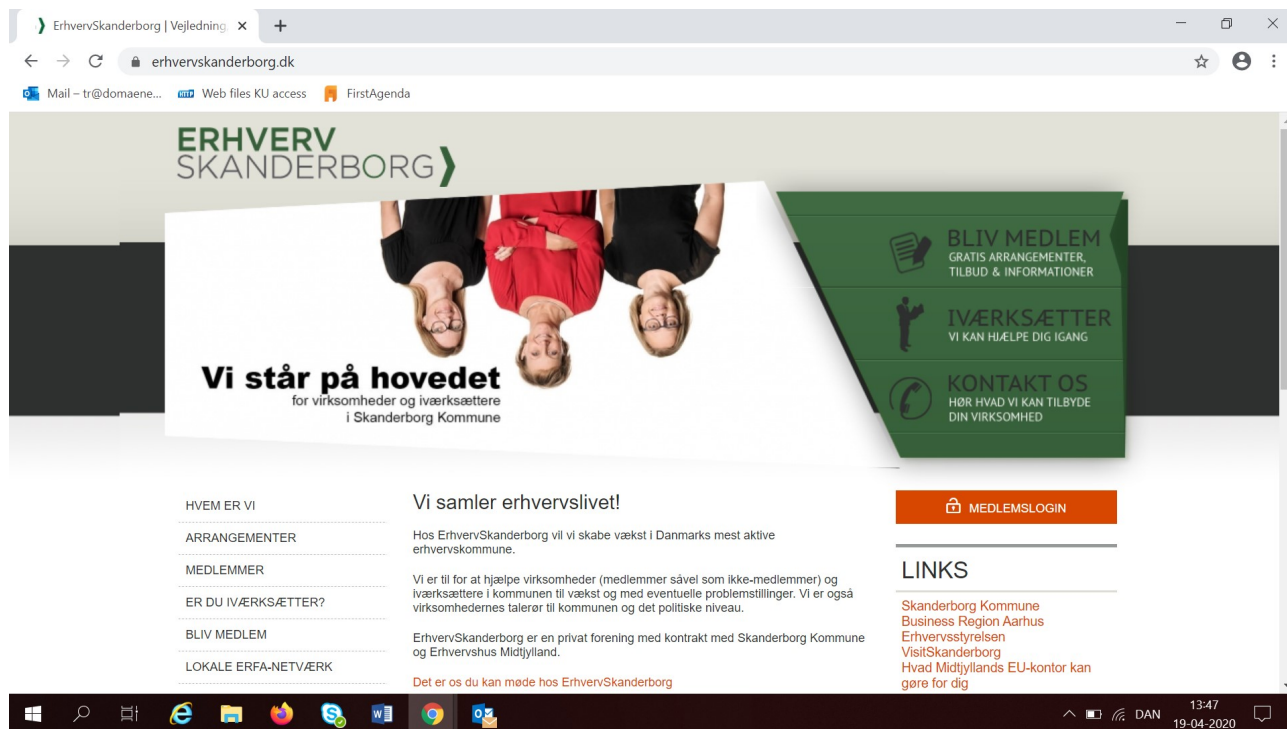 ErhvervSkanderborg | Vejledning,
erhvervskanderborg.dk
Mail – tr@domaene...
Web files KU access
FirstAgenda
ERHVERV
SKANDERBORG
BLIV MEDLEM
GRATIS ARRANGEMENTER,
TILBUD & INFORMATIONER
IVÆRKSÆTTER
VI KAN HJÆLPE DIG IGANG
KONTAKT OS
HØR HVAD VI KAN TILBYDE
DIN VIRKSOMHED
Vi står på hovedet
for virksomheder og iværksættere
i Skanderborg Kommune
HVEM ER VI
ARRANGEMENTER
MEDLEMMER
ER DU IVÆRKSÆTTER?
BLIV MEDLEM
LOKALE ERFA-NETVÆRK
Vi samler erhvervslivet!
Hos ErhvervSkanderborg vil vi skabe vækst i Danmarks mest aktive
erhvervskommune.
Vi er til for at hjælpe virksomheder (medlemmer såvel som ikke-medlemmer) og
iværksættere i kommunen til vækst og med eventuelle problemstillinger. Vi er også
virksomhedernes talerør til kommunen og det politiske niveau.
ErhvervSkanderborg er en privat forening med kontrakt med Skanderborg Kommune
og Erhvervshus Midtjylland.
Det er os du kan møde hos ErhvervSkanderborg
MEDLEMSLOGIN
LINKS
Skanderborg Kommune
Business Region Aarhus
Erhvervsstyrelsen
VisitSkanderborg
Hvad Midtjyllands EU-kontor kan
gøre for dig
DAN
13:47
19-04-2020